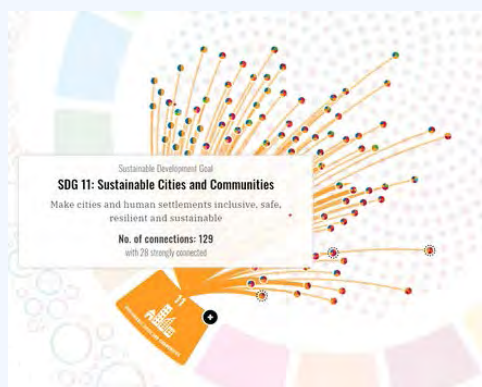 Sustainable Development Goal
SDG 11: Sustainable Cities and Communities
Make cities and human settlements inclusive, safe,
resilient and sustainable
No. of connections: 129
with 28 strongly connected
11